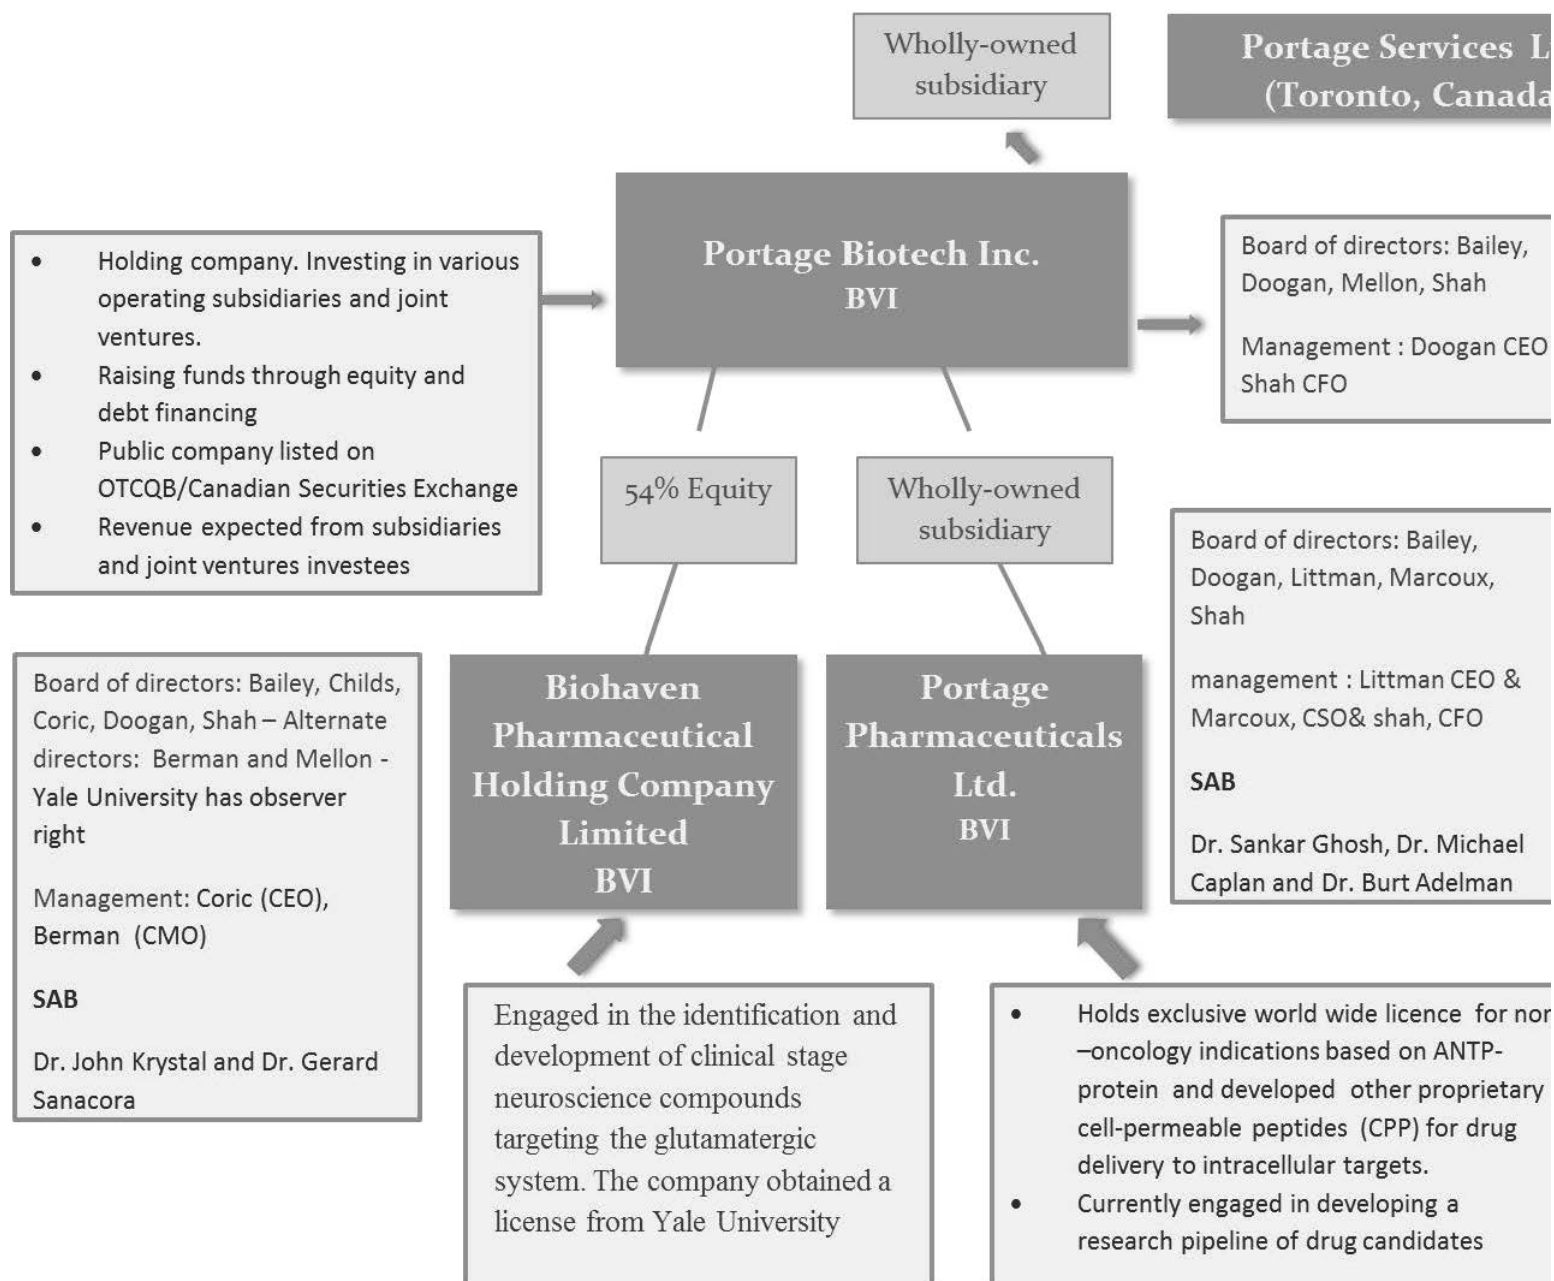 Wholly-owned
subsidiary
Portage Services L
(Toronto, Canada
Portage Biotech Inc.
BVI
• Holding company. Investing in various
operating subsidiaries and joint
ventures.
• Raising funds through equity and
debt financing
• Public company listed on
OTCQB/Canadian Securities Exchange
• Revenue expected from subsidiaries
and joint ventures investees
Board of directors: Bailey,
Doogan, Mellon, Shah
Management : Doogan CEO
Shah CFO
54% Equity
Wholly-owned
subsidiary
Board of directors: Bailey,
Doogan, Littman, Marcoux,
Shah
management : Littman CEO &
Marcoux, CSO& shah, CFO
SAB
Dr. Sankar Ghosh, Dr. Michael
Caplan and Dr. Burt Adelman
Board of directors: Bailey, Childs,
Coric, Doogan, Shah – Alternate
directors: Berman and Mellon -
Yale University has observer
right
Management: Coric (CEO),
Berman (CMO)
SAB
Dr. John Krystal and Dr. Gerard
Sanacora
Biohaven
Pharmaceutical
Holding Company
Limited
BVI
Portage
Pharmaceuticals
Ltd.
BVI
Engaged in the identification and
development of clinical stage
neuroscience compounds
targeting the glutamatergic
system. The company obtained a
license from Yale University
• Holds exclusive world wide licence for non
–oncology indications based on ANTP-
protein and developed other proprietary
cell-permeable peptides (CPP) for drug
delivery to intracellular targets.
• Currently engaged in developing a
research pipeline of drug candidates